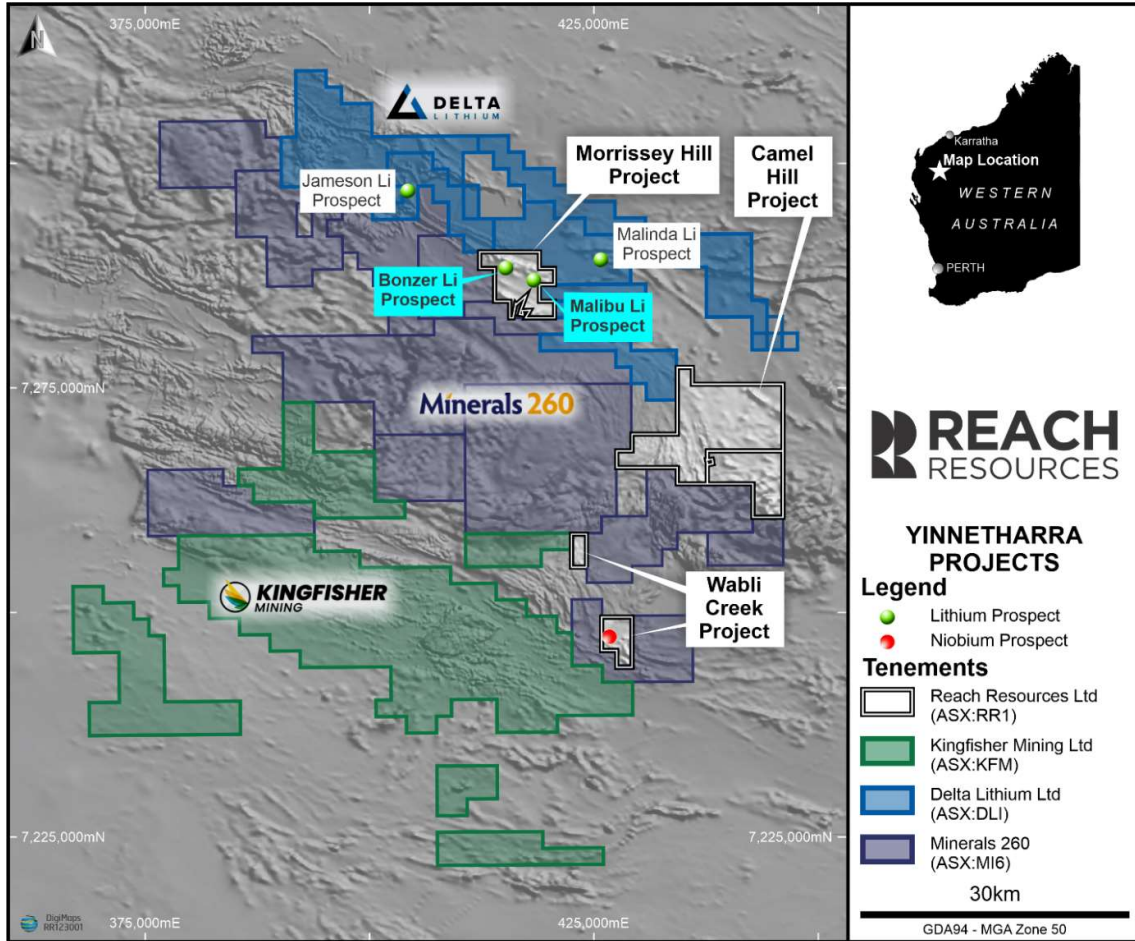 375,000mE
425,000mE
N
DELTA
LITHIUM
Morrissey Hill
Project
Camel
Hill
Project
Jameson Li
Prospect
Malinda Li
Prospect
Bonzer Li
Prospect
Malibu Li
Prospect
7,275,000mN
Minerals 260
KINGFISHER
MINING
Wabli
Creek
Project
7,225,000mN
7,225,000mN
DigiMaps
RR123001
375,000mE
425,000mE
Karratha
Map Location
WESTERN
AUSTRALIA
PERTH
REACH
RESOURCES
YINNETHARRA
PROJECTS
Legend
Lithium Prospect
Niobium Prospect
Tenements
Reach Resources Ltd
(ASX:RR1)
Kingfisher Mining Ltd
(ASX:KFM)
Delta Lithium Ltd
(ASX:DLI)
Minerals 260
(ASX:MI6)
30km
GDA94 - MGA Zone 50